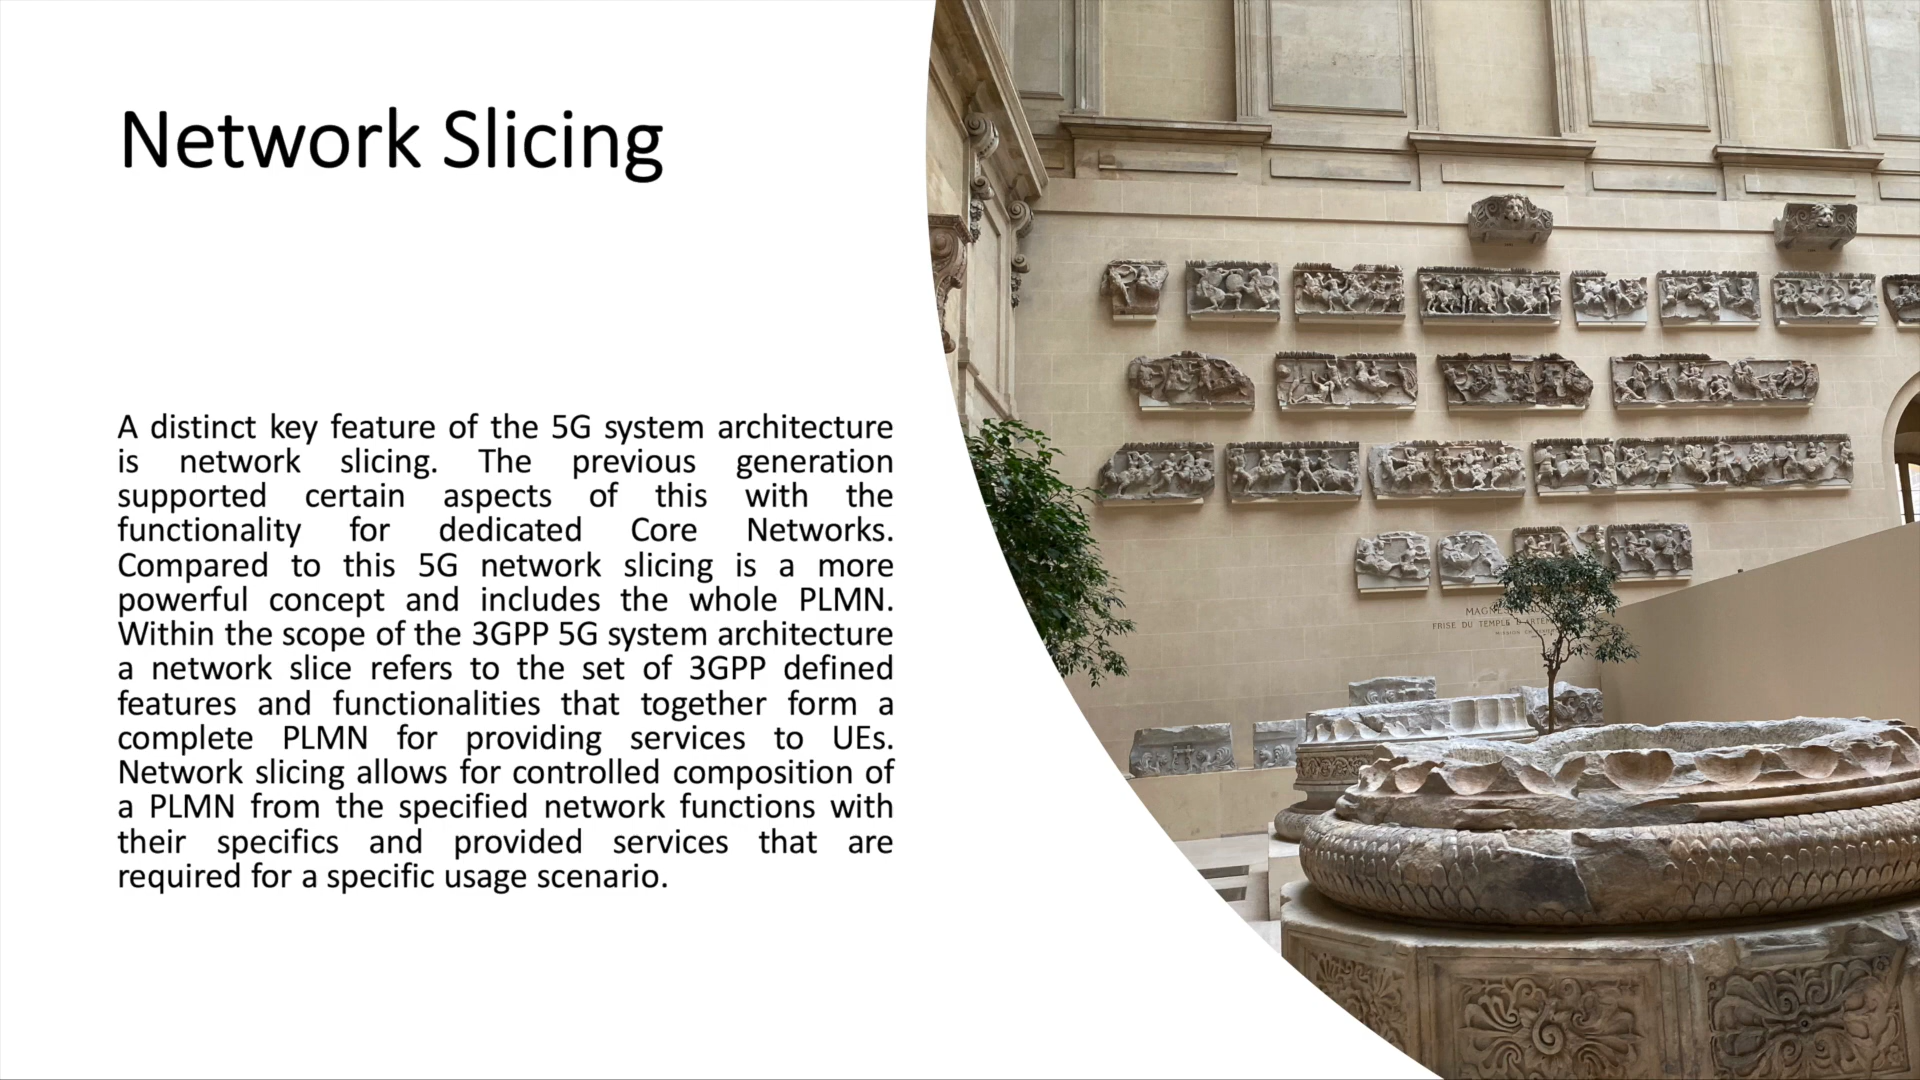 Network Slicing
A distinct key feature of the 5G system architecture
is network slicing. The previous generation
supported certain aspects of this with the
functionality for dedicated Core Networks.
Compared to this 5G network slicing is a more
powerful concept and includes the whole PLMN.
Within the scope of the 3GPP 5G system architecture
a network slice refers to the set of 3GPP defined
features and functionalities that together form a
complete PLMN for providing services to UEs.
Network slicing allows for controlled composition of
a PLMN from the specified network functions with
their specifics and provided services that are
required for a specific usage scenario.
FRISE DU TEMPLE